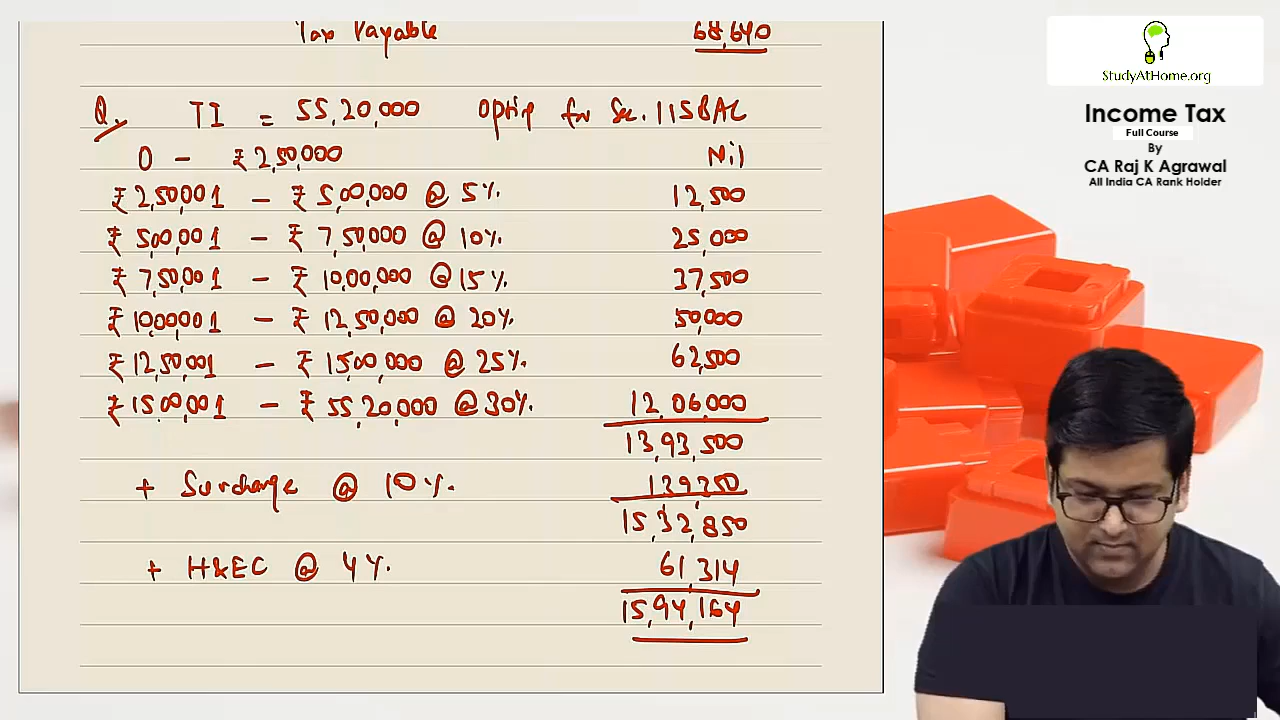 Tax Payable 68,640
Q. TI = 55,20,000 Opting for Sec. 115BAC
0 - ₹ 2,50,000 Nil
₹ 2,50,001 - ₹ 5,00,000 @ 5% 12,500
₹ 500,001 - ₹ 7,50,000 @ 10% 25,000
₹ 7,50,001 - ₹ 10,00,000 @ 15% 37,500
₹ 10,00,001 - ₹ 12,50,000 @ 20% 50,000
₹ 12,50,001 - ₹ 15,00,000 @ 25% 62,500
₹ 15,00,001 - ₹ 55,20,000 @ 30% 12,06,000
13,93,500
+ Surcharge @ 10% 139,350
15,32,850
+ H&EC @ 4% 61,314
15,94,164
StudyAtHome.org
Income Tax
Full Course
By
CA Raj K Agrawal
All India CA Rank Holder